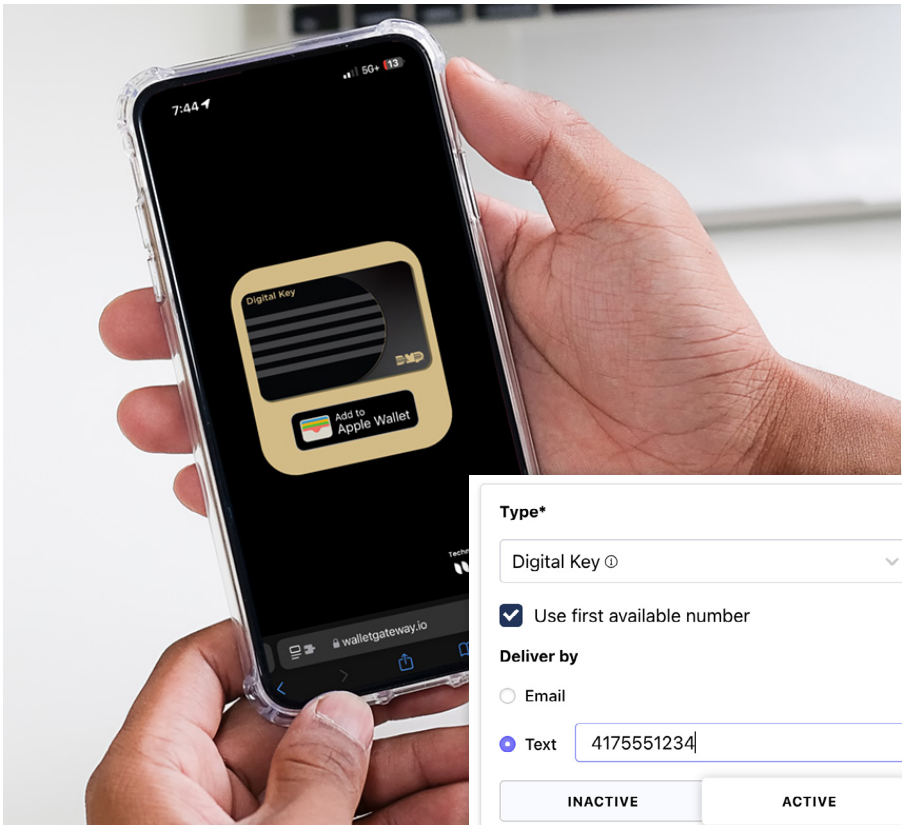 7:44
5G+ 13
Digital Key
DMP
Add to
Apple Wallet
walletgateway.io
Type*
Digital Key
Use first available number
Deliver by
Email
Text 4175551234
INACTIVE ACTIVE